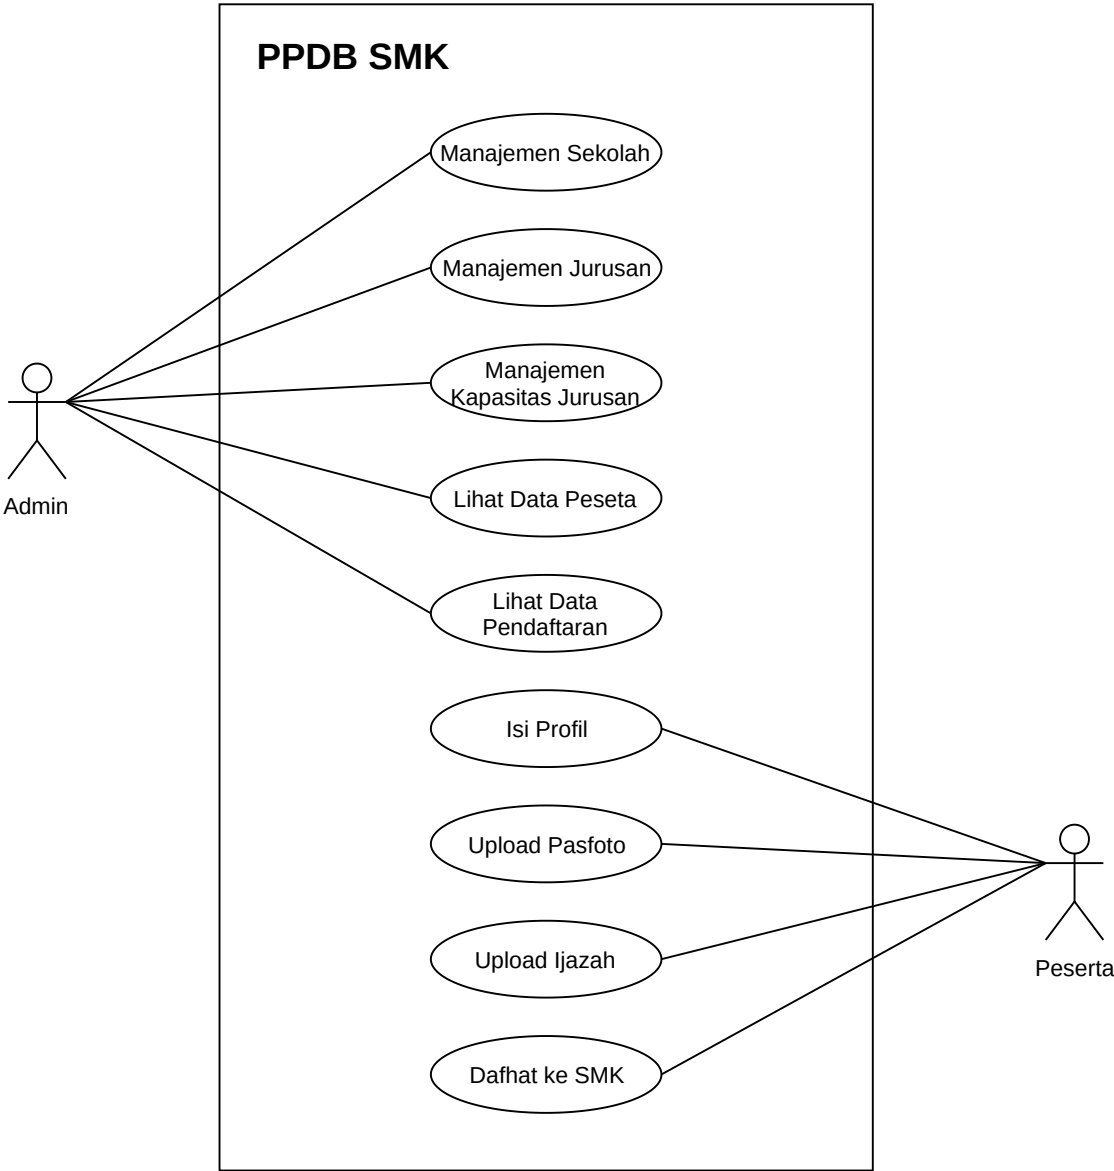 PPDB SMK
Manajemen Sekolah
Manajemen Jurusan
Manajemen
Kapasitas Jurusan
Admin
Lihat Data Peseta
Lihat Data
Pendaftaran
Isi Profil
Upload Pasfoto
Upload Ijazah
Peserta
Dafhat ke SMK